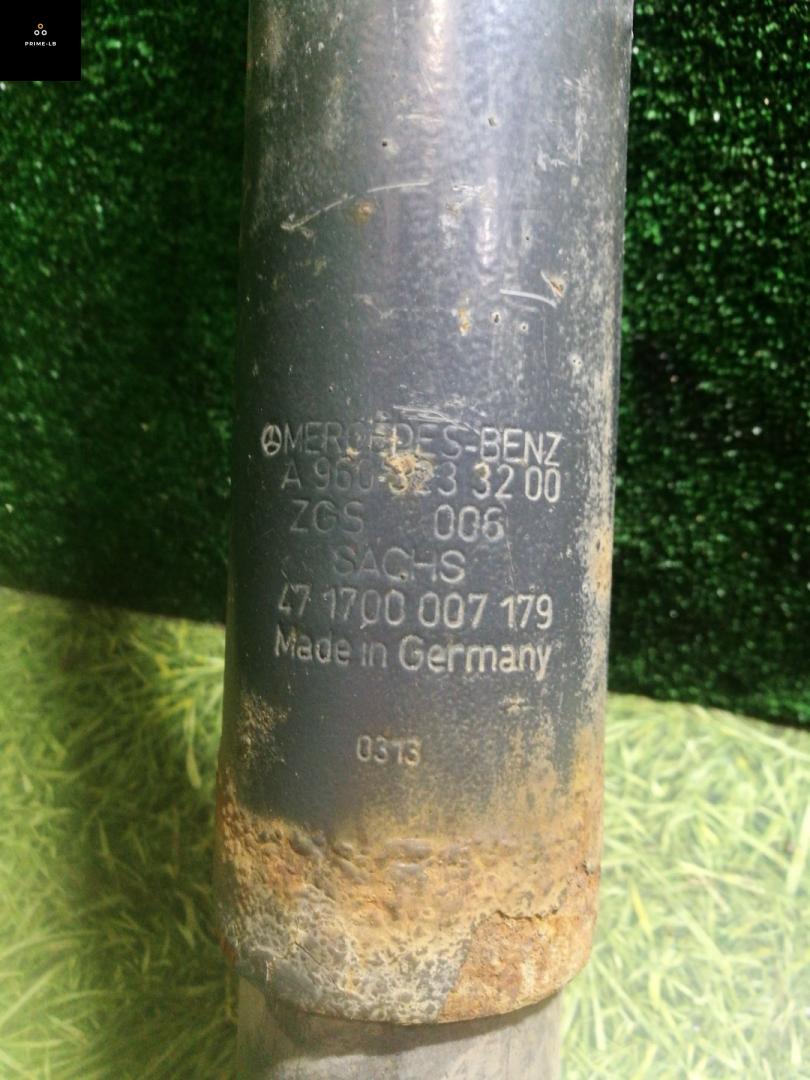 PRIME-LB
MERCEDES-BENZ
A 960 323 32 00
ZGS 006
SACHS
47 1700 007 179
Made in Germany
0313